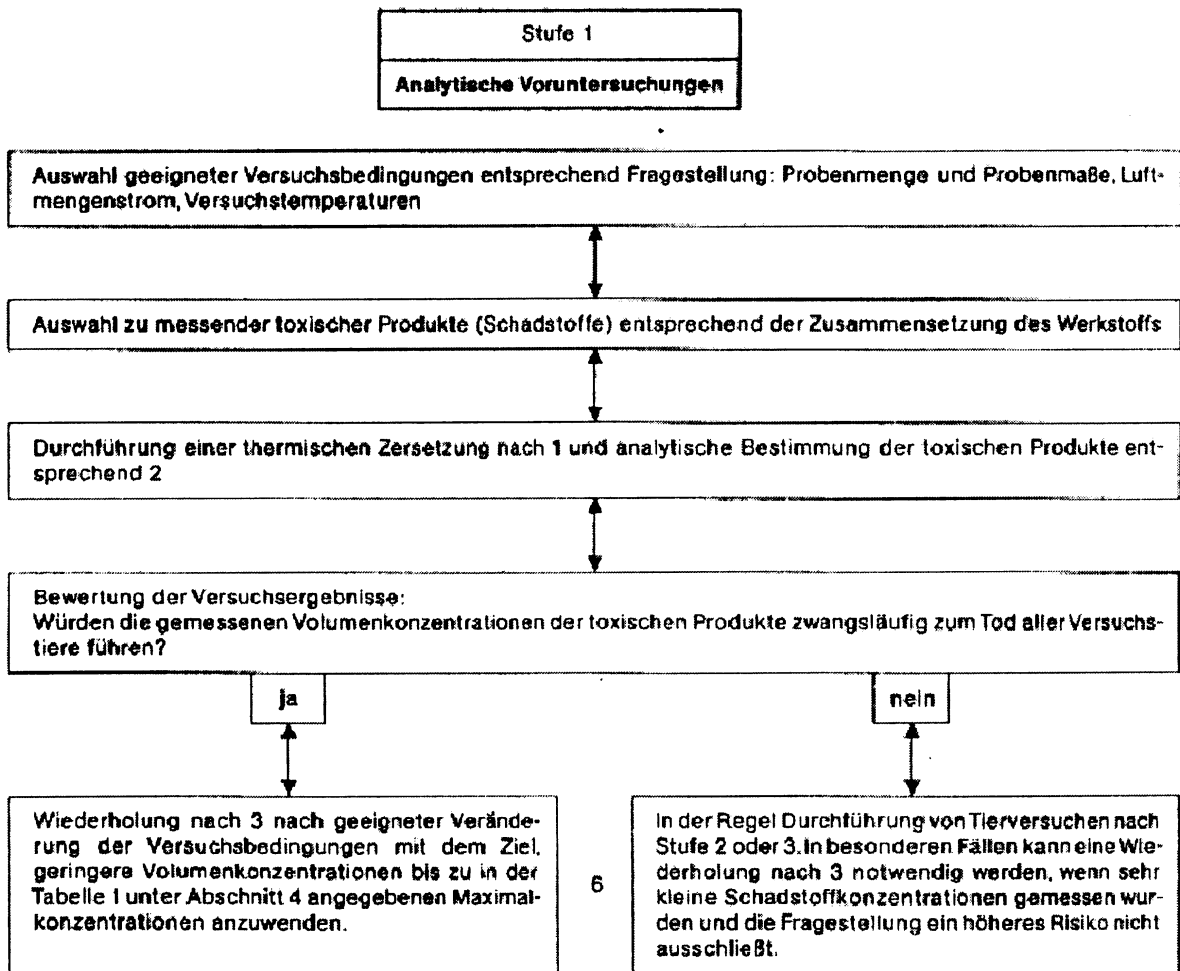 Stufe 1
Analytische Voruntersuchungen
Auswahl geeigneter Versuchsbedingungen entsprechend Fragestellung: Probenmenge und Probenmaße, Luft-
mengenstrom, Versuchstemperaturen
Auswahl zu messender toxischer Produkte (Schadstoffe) entsprechend der Zusammensetzung des Werkstoffs
Durchführung einer thermischen Zersetzung nach 1 und analytische Bestimmung der toxischen Produkte ent-
sprechend 2
Bewertung der Versuchsergebnisse:
Würden die gemessenen Volumenkonzentrationen der toxischen Produkte zwangsläufig zum Tod aller Versuchs-
tiere führen?
ja
nein
Wiederholung nach 3 nach geeigneter Verände-
rung der Versuchsbedingungen mit dem Ziel,
geringere Volumenkonzentrationen bis zu in der
Tabelle 1 unter Abschnitt 4 angegebenen Maximal-
konzentrationen anzuwenden.
6
In der Regel Durchführung von Tierversuchen nach
Stufe 2 oder 3. In besonderen Fällen kann eine Wie-
derholung nach 3 notwendig werden, wenn sehr
kleine Schadstoffkonzentrationen gemessen wur-
den und die Fragestellung ein höheres Risiko nicht
ausschließt.